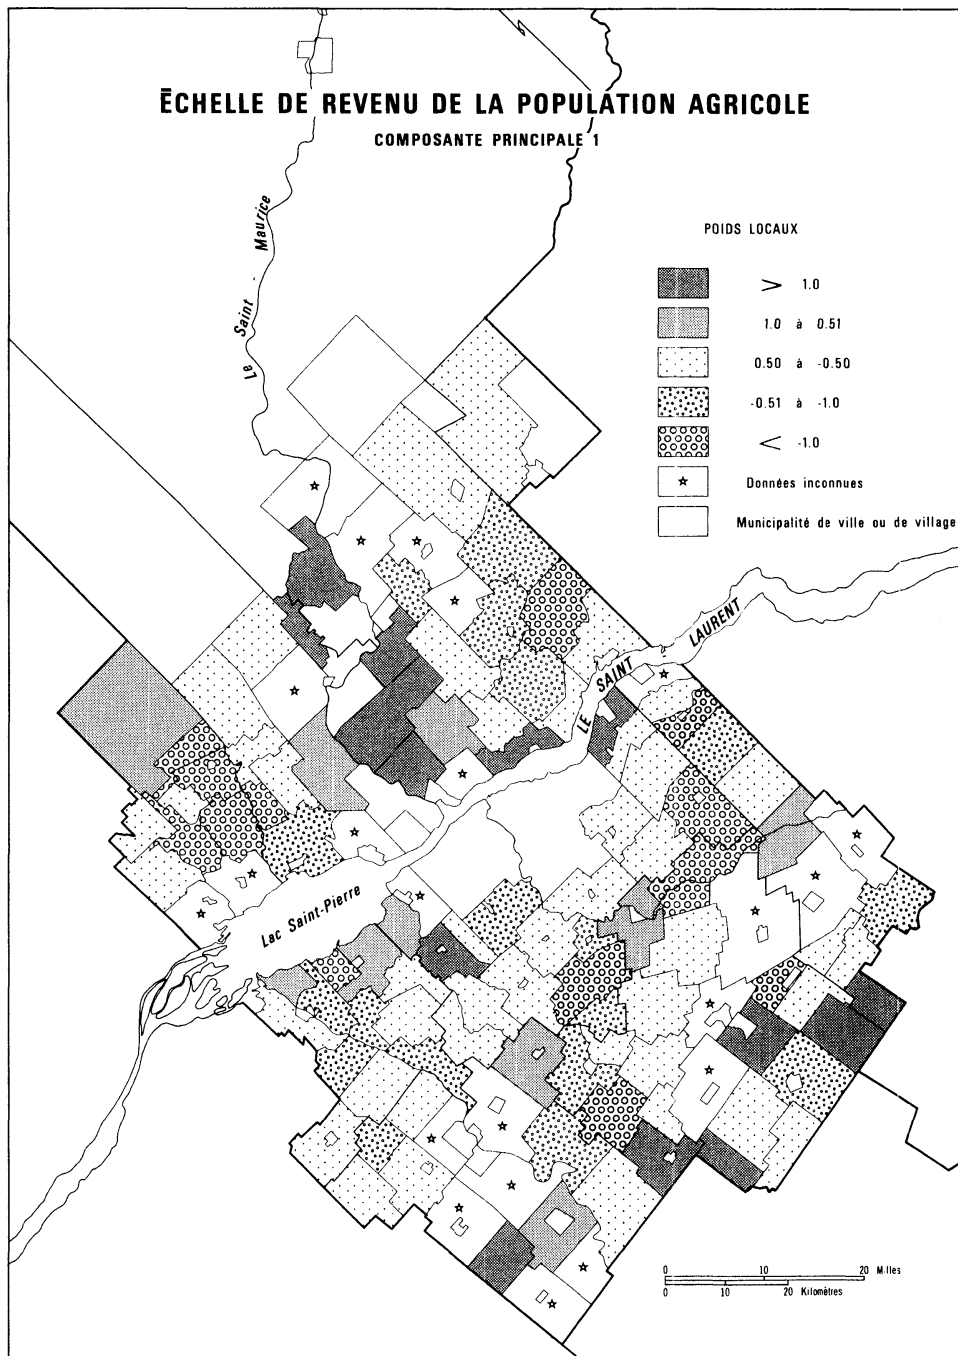 ÉCHELLE DE REVENU DE LA POPULATION AGRICOLE
COMPOSANTE PRINCIPALE 1
Le Saint - Maurice
POIDS LOCAUX
> 1.0
1.0 à 0.51
0.50 à -0.50
-0.51 à -1.0
< -1.0
Données inconnues
Municipalité de ville ou de village
LE SAINT LAURENT
Lac Saint-Pierre
0 10 20 Milles
0 10 20 Kilomètres